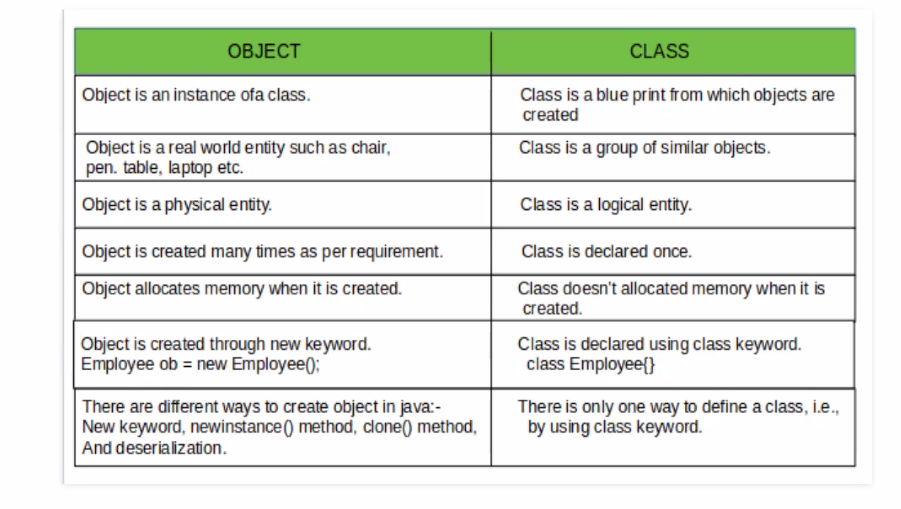 OBJECT
CLASS
Object is an instance ofa class.
Class is a blue print from which objects are
created
Object is a real world entity such as chair,
pen. table, laptop etc.
Class is a group of similar objects.
Object is a physical entity.
Class is a logical entity.
Object is created many times as per requirement.
Class is declared once.
Object allocates memory when it is created.
Class doesn't allocated memory when it is
created.
Object is created through new keyword.
Employee ob = new Employee();
Class is declared using class keyword.
class Employee{}
There are different ways to create object in java:-
New keyword, newinstance() method, clone() method,
And deserialization.
There is only one way to define a class, i.e.,
by using class keyword.